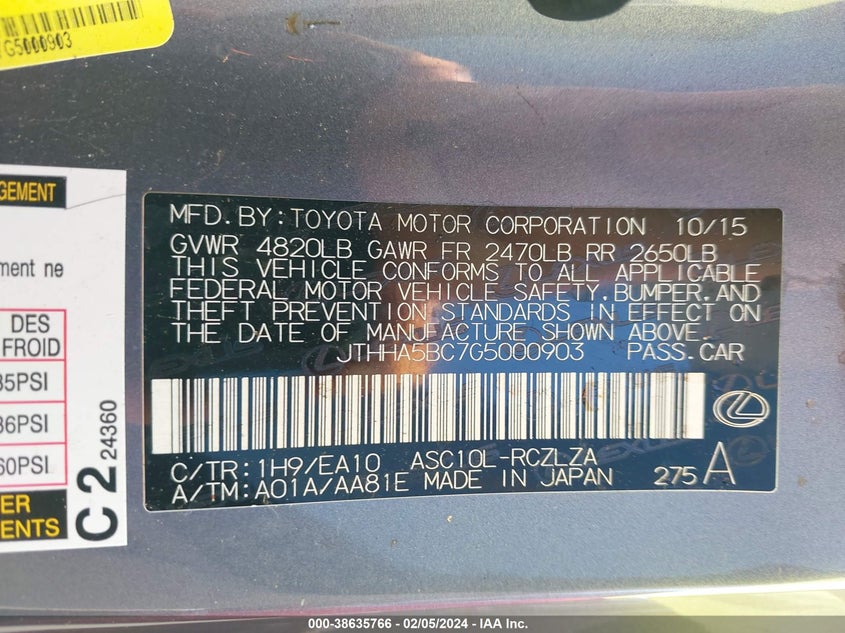 G5000903
GEMENT
ement ne
DES
FROID
35PSI
36PSI
60PSI
ER
ENTS
C2
24360
MFD.BY:TOYOTA MOTOR CORPORATION 10/15
GVWR 4820LB GAWR FR 2470LB RR 2650LB
THIS VEHICLE CONFORMS TO ALL APPLICABLE
FEDERAL MOTOR VEHICLE SAFETY,BUMPER,AND
THEFT PREVENTION STANDARDS IN EFFECT ON
THE DATE OF MANUFACTURE SHOWN ABOVE.
JTHHA5BC7G5000903 PASS.CAR
C/TR:1H9/EA10 ASC10L-RCZLZA
A/TM:A01A/AA81E MADE IN JAPAN 275A
000-38635766 - 02/05/2024 - IAA Inc.